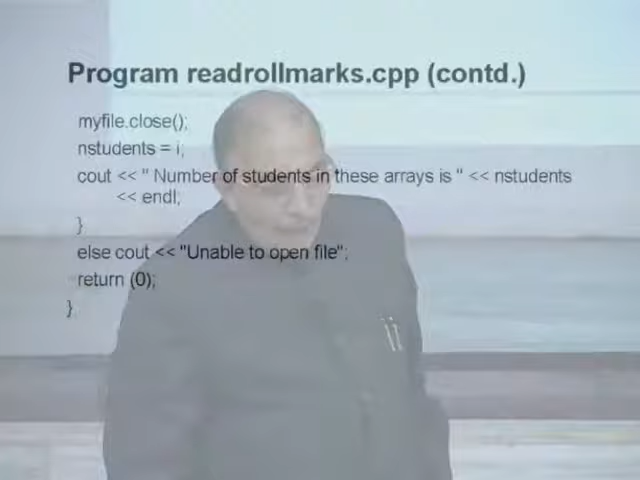 Program readrollmarks.cpp (contd.)
myfile.close();
nstudents = i;
cout << " Number of students in these arrays is " << nstudents
<< endl;
}
else cout << "Unable to open file";
return (0);
}